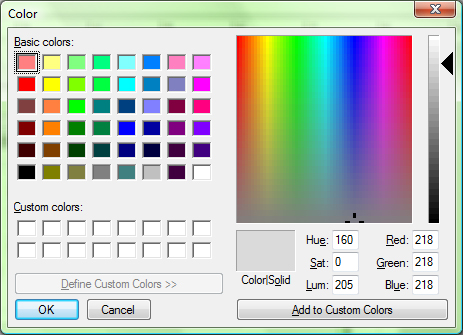 Color
Basic colors:
Custom colors:
Define Custom Colors >>
OK
Cancel
Color|Solid
Hue: 160
Sat: 0
Lum: 205
Red: 218
Green: 218
Blue: 218
Add to Custom Colors